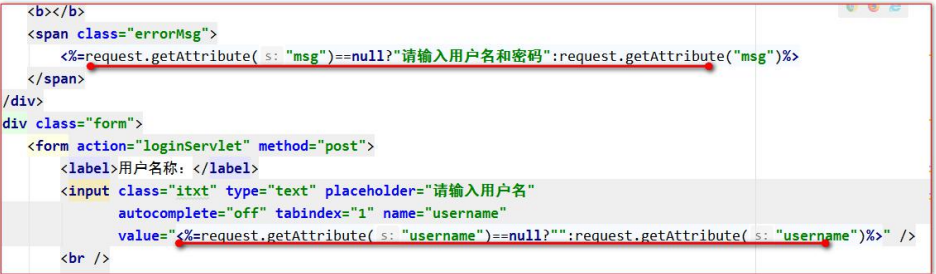 <b></b>
<span class="errorMsg">
<%=request.getAttribute( s: "msg")==null?"请输入用户名和密码":request.getAttribute("msg")%>
</span>
/div>
div class="form">
<form action="loginServlet" method="post">
<label>用户名称：</label>
<input class="itxt" type="text" placeholder="请输入用户名"
autocomplete="off" tabindex="1" name="username"
value="<%=request.getAttribute( s: "username")==null?"":request.getAttribute( s: "username")%>" />
<br />